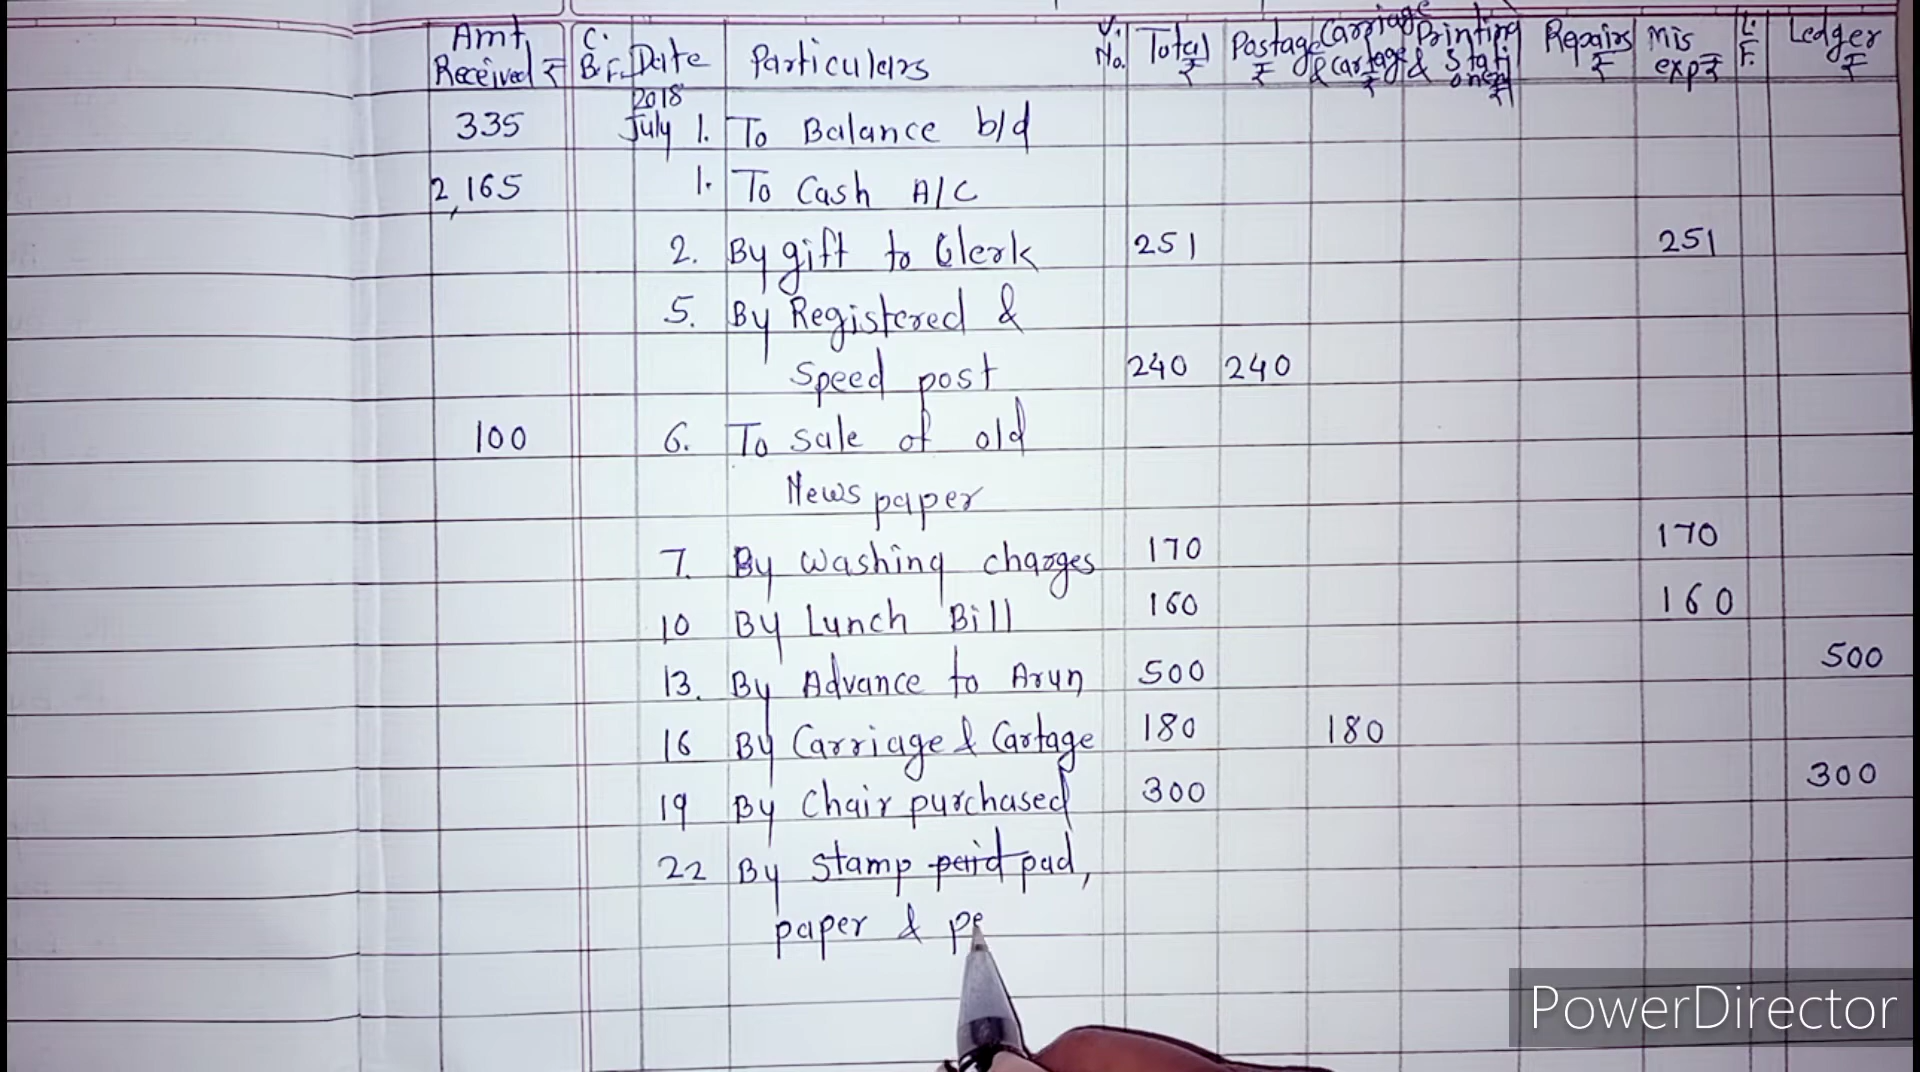 Amt Received ₹ C.B.F. Date Particulars V. No. Total ₹ Postage ₹ Carriage & Cartage ₹ Printing & Stationery ₹ Repairs ₹ Mis exp ₹ L.F. Ledger ₹
2018
335 July 1. To Balance b/d
2,165 1. To Cash A/C
2. By gift to Clerk 251 251
5. By Registered &
Speed post 240 240
100 6. To Sale of old
News paper
7. By Washing charges 170 170
10 By Lunch Bill 160 160
13. By Advance to Arun 500 500
16 By Carriage & Cartage 180 180
19 By Chair purchased 300 300
22 By Stamp paid pad,
paper & pe
PowerDirector